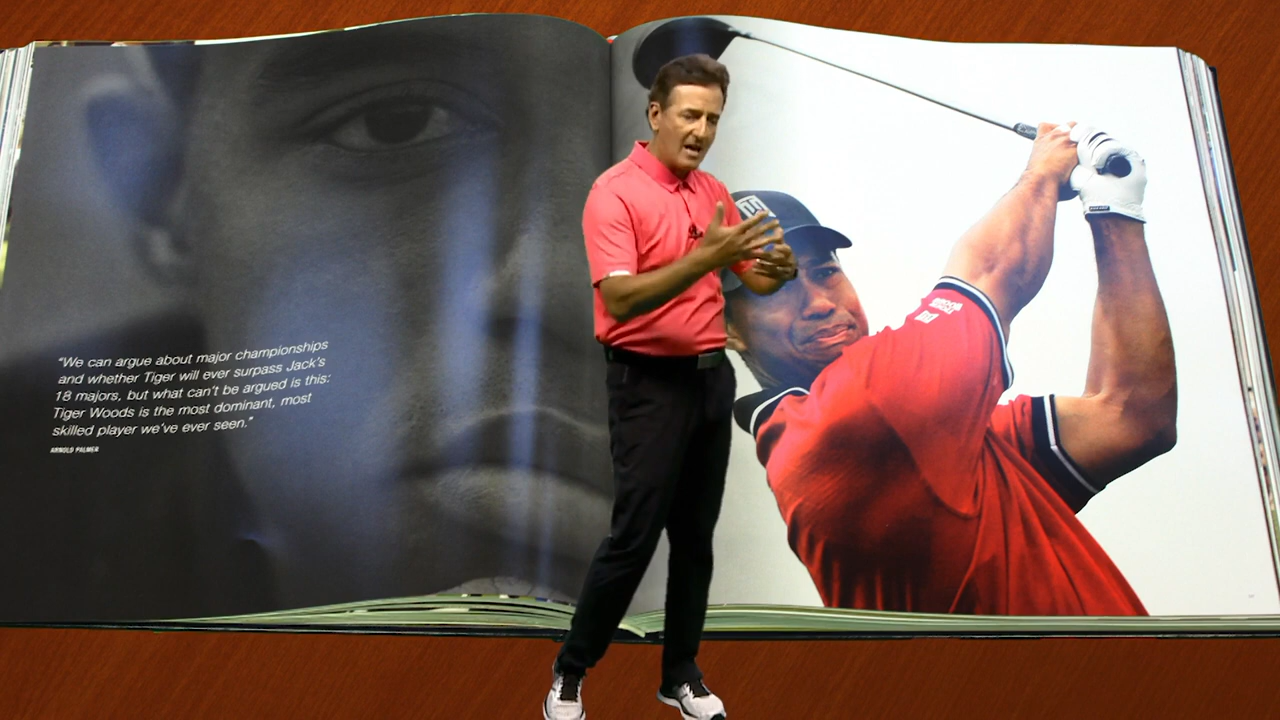 "We can argue about major championships
and whether Tiger will ever surpass Jack's
18 majors, but what can't be argued is this:
Tiger Woods is the most dominant, most
skilled player we've ever seen."
ARNOLD PALMER